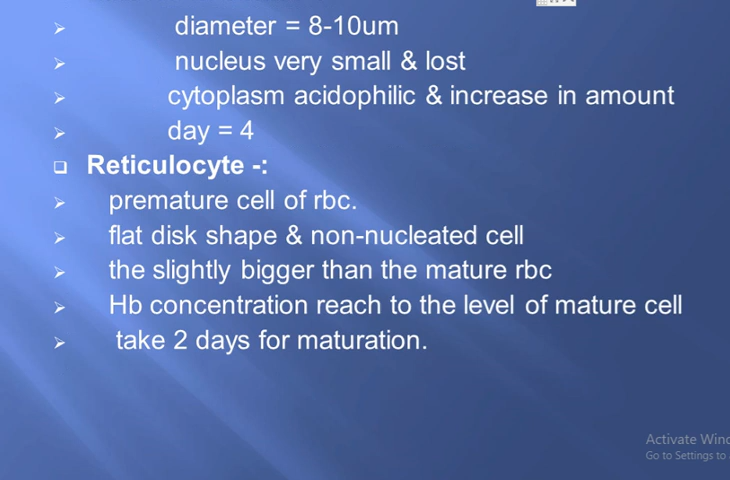 diameter = 8-10um
nucleus very small & lost
cytoplasm acidophilic & increase in amount
day = 4
Reticulocyte -:
premature cell of rbc.
flat disk shape & non-nucleated cell
the slightly bigger than the mature rbc
Hb concentration reach to the level of mature cell
take 2 days for maturation.
Activate Wind
Go to Settings to